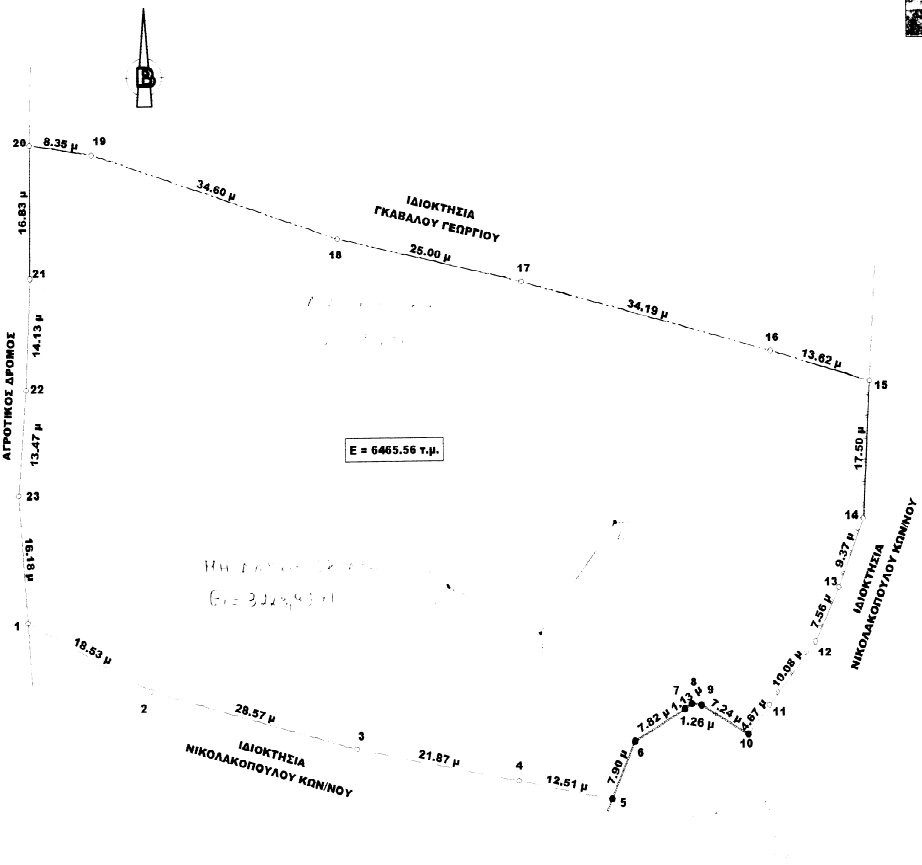 Β
20
8.35 μ
19
34.60 μ
16.83 μ
ΙΔΙΟΚΤΗΣΙΑ
ΓΚΑΒΑΛΟΥ ΓΕΩΡΓΙΟΥ
18
25.00 μ
17
21
34.19 μ
14.13 μ
16
13.62 μ
15
ΑΓΡΟΤΙΚΟΣ ΔΡΟΜΟΣ
22
13.47 μ
Ε = 6465.56 τ.μ.
17.50 μ
23
14
9.37 μ
ΙΔΙΟΚΤΗΣΙΑ
ΝΙΚΟΛΑΚΟΠΟΥΛΟΥ ΚΩΝ/ΝΟΥ
16.18 μ
13
7.56 μ
1
12
18.53 μ
10.08 μ
2
28.57 μ
8
7
1.13 μ
9
11
7.82 μ
1.26 μ
7.24 μ
4.67 μ
10
ΙΔΙΟΚΤΗΣΙΑ
ΝΙΚΟΛΑΚΟΠΟΥΛΟΥ ΚΩΝ/ΝΟΥ
3
21.87 μ
6
4
12.51 μ
7.90 μ
5